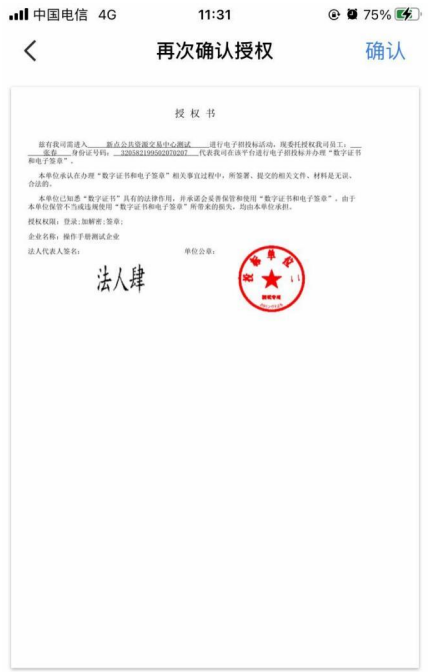 中国电信 4G 11:31 75%
再次确认授权 确认
授 权 书
兹有我司需进入 新点公共资源交易中心测试 进行电子招投标活动，现委托授权我司员工：
张春 身份证号码： 320582199502070207 代表我司在该平台进行电子招投标并办理“数字证书
和电子签章”。
本单位承认在办理“数字证书和电子签章”相关事宜过程中，所签署、提交的相关文件、材料是无误、
合法的。
本单位已知悉“数字证书”具有的法律作用，并承诺会妥善保管和使用“数字证书和电子签章”。由于
本单位保管不当或违规使用“数字证书和电子签章”所带来的损失，均由本单位承担。
授权权限：登录;加解密;签章;
企业名称：操作手册测试企业
法人代表人签名： 单位公章：
法人肆
测试专用